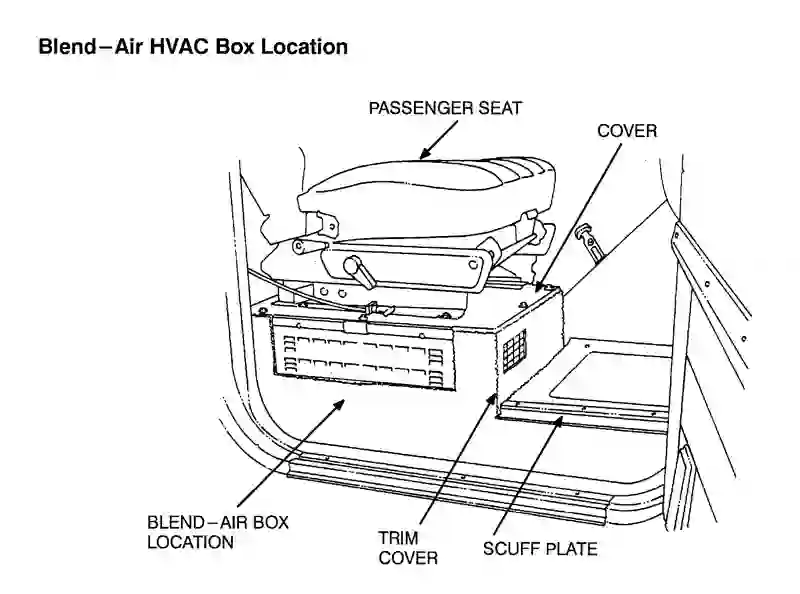 Blend–Air HVAC Box Location
PASSENGER SEAT
COVER
BLEND–AIR BOX
LOCATION
TRIM
COVER
SCUFF PLATE